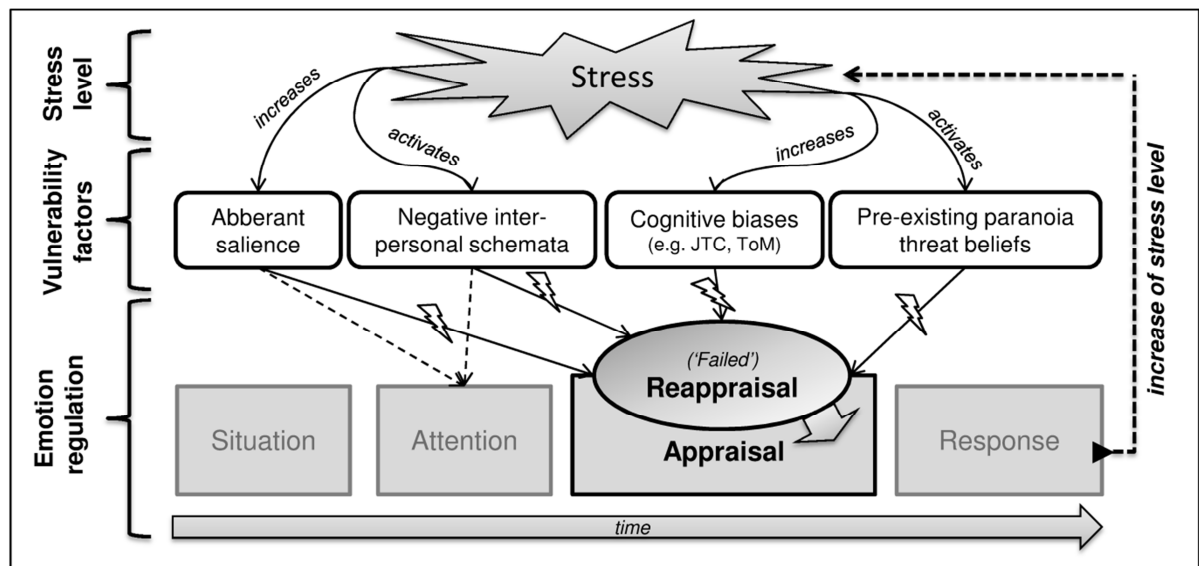 Stress
level
Stress
increases
activates
increases
activates
Vulnerability
factors
Abberant
salience
Negative inter-
personal schemata
Cognitive biases
(e.g. JTC, ToM)
Pre-existing paranoia
threat beliefs
increase of stress level
Emotion
regulation
('Failed')
Reappraisal
Situation
Attention
Appraisal
Response
time